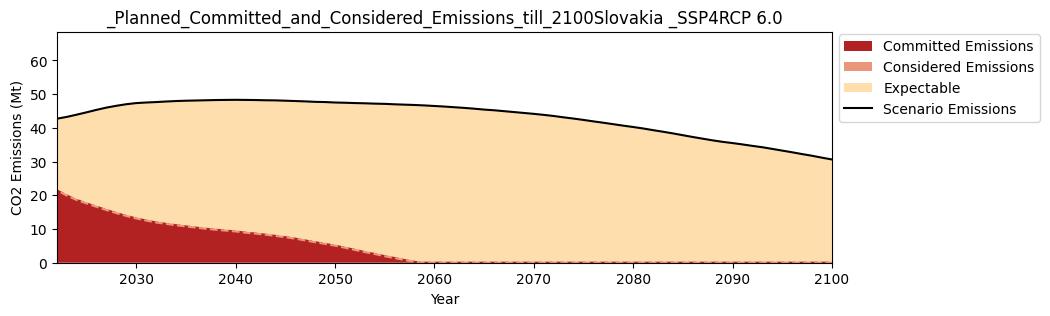 _Planned_Committed_and_Considered_Emissions_till_2100Slovakia _SSP4RCP 6.0
CO2 Emissions (Mt)
60
50
40
30
20
10
0
2030
2040
2050
2060
2070
2080
2090
2100
Year
Committed Emissions
Considered Emissions
Expectable
Scenario Emissions